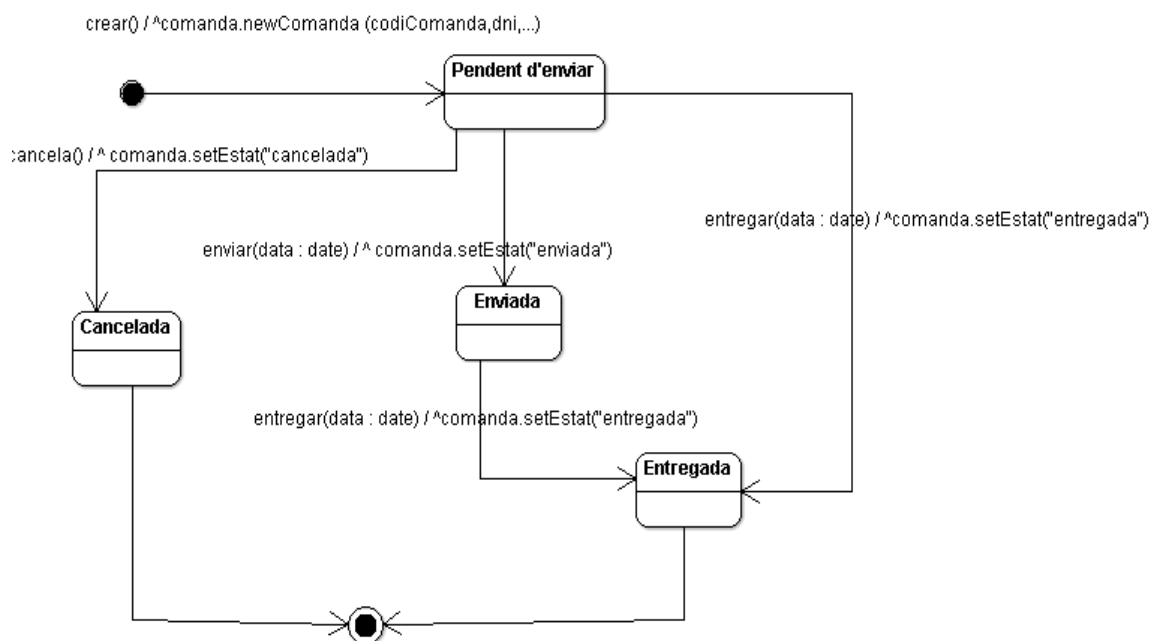 crear() / ^comanda.newComanda (codiComanda,dni,...)
Pendent d'enviar
cancela() / ^ comanda.setEstat("cancelada")
entregar(data : date) / ^comanda.setEstat("entregada")
enviar(data : date) / ^ comanda.setEstat("enviada")
Enviada
Cancelada
entregar(data : date) / ^comanda.setEstat("entregada")
Entregada